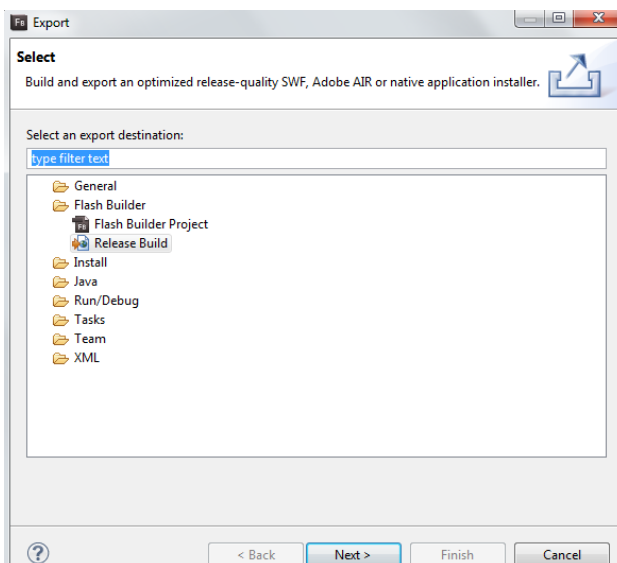 FB Export
Select
Build and export an optimized release-quality SWF, Adobe AIR or native application installer.
Select an export destination:
type filter text
General
Flash Builder
FB Flash Builder Project
Release Build
Install
Java
Run/Debug
Tasks
Team
XML
? < Back Next > Finish Cancel